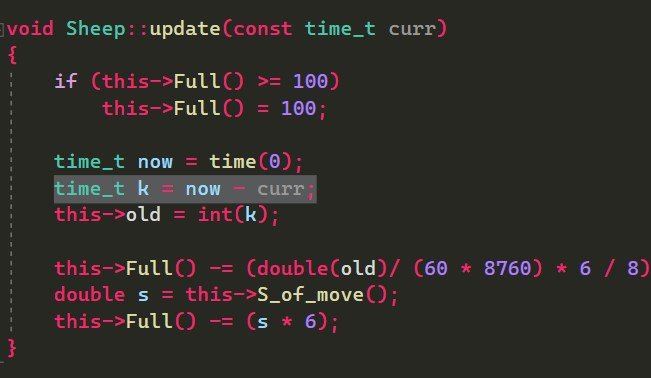 void Sheep::update(const time_t curr)
{
    if (this->Full() >= 100)
        this->Full() = 100;

    time_t now = time(0);
    time_t k = now - curr;
    this->old = int(k);

    this->Full() -= (double(old)/ (60 * 8760) * 6 / 8)
    double s = this->S_of_move();
    this->Full() -= (s * 6);
}